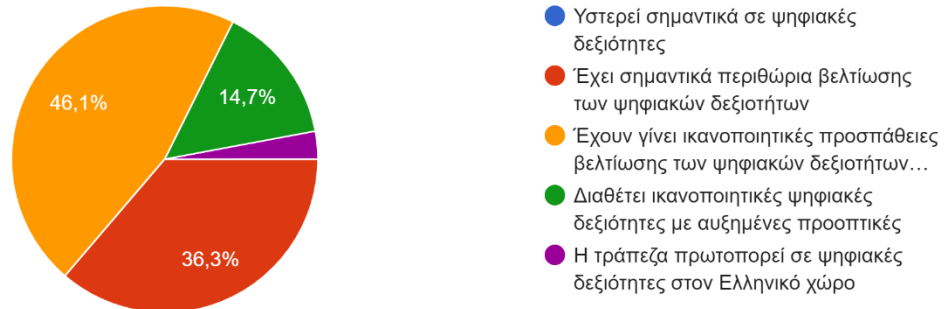 46,1%
14,7%
36,3%
Υστερεί σημαντικά σε ψηφιακές
δεξιότητες
Έχει σημαντικά περιθώρια βελτίωσης
των ψηφιακών δεξιοτήτων
Έχουν γίνει ικανοποιητικές προσπάθειες
βελτίωσης των ψηφιακών δεξιοτήτων…
Διαθέτει ικανοποιητικές ψηφιακές
δεξιότητες με αυξημένες προοπτικές
Η τράπεζα πρωτοπορεί σε ψηφιακές
δεξιότητες στον Ελληνικό χώρο